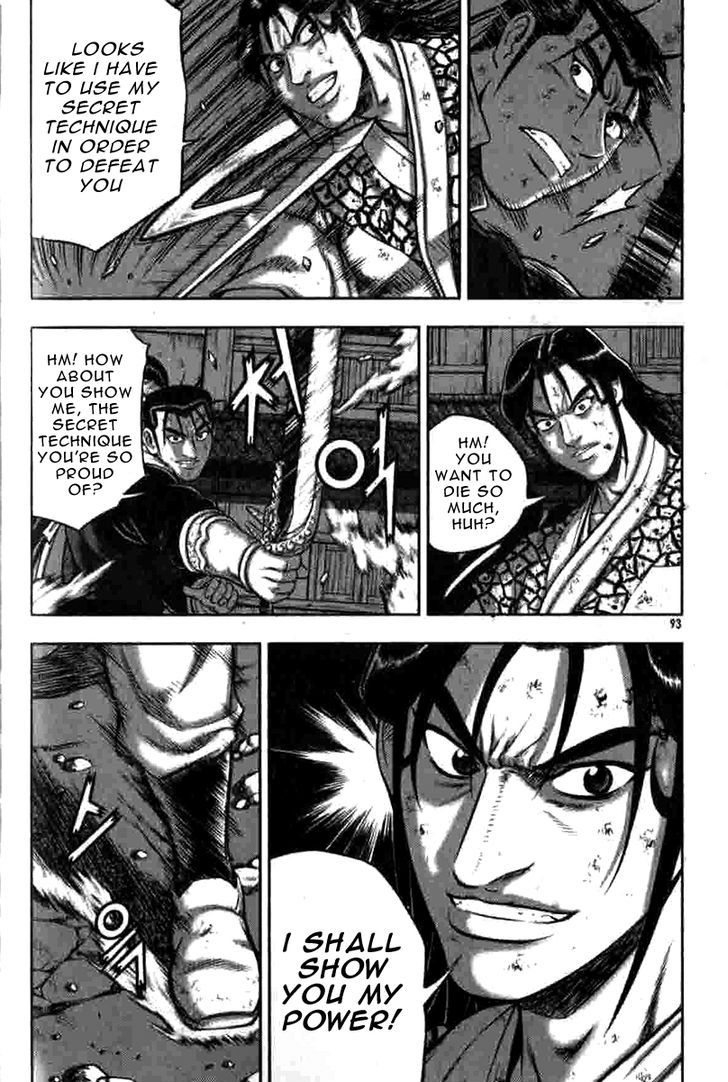 LOOKS
LIKE I HAVE
TO USE MY
SECRET
TECHNIQUE
IN ORDER
TO DEFEAT
YOU
HM! HOW
ABOUT
YOU SHOW
ME, THE
SECRET
TECHNIQUE
YOU'RE SO
PROUD
OF?
HM!
YOU
WANT TO
DIE SO
MUCH,
HUH?
93
I SHALL
SHOW
YOU MY
POWER!